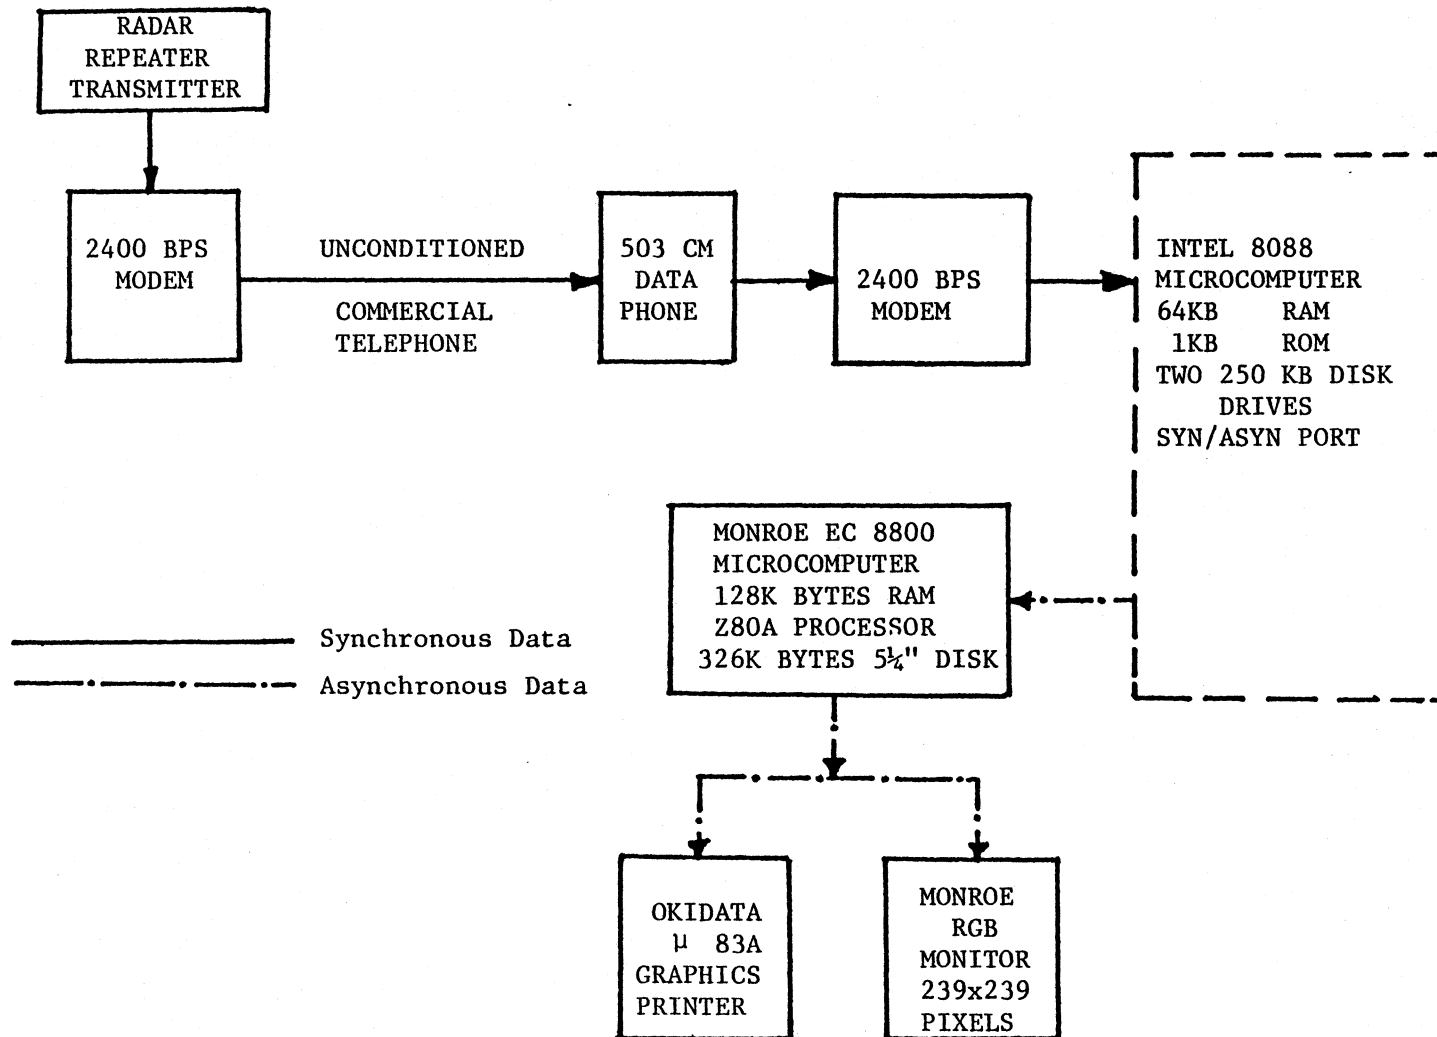 RADAR
REPEATER
TRANSMITTER
2400 BPS
MODEM
UNCONDITIONED
COMMERCIAL
TELEPHONE
503 CM
DATA
PHONE
2400 BPS
MODEM
INTEL 8088
MICROCOMPUTER
64KB RAM
1KB ROM
TWO 250 KB DISK
DRIVES
SYN/ASYN PORT
MONROE EC 8800
MICROCOMPUTER
128K BYTES RAM
Z80A PROCESSOR
326K BYTES 5¼" DISK
Synchronous Data
Asynchronous Data
OKIDATA
µ 83A
GRAPHICS
PRINTER
MONROE
RGB
MONITOR
239x239
PIXELS